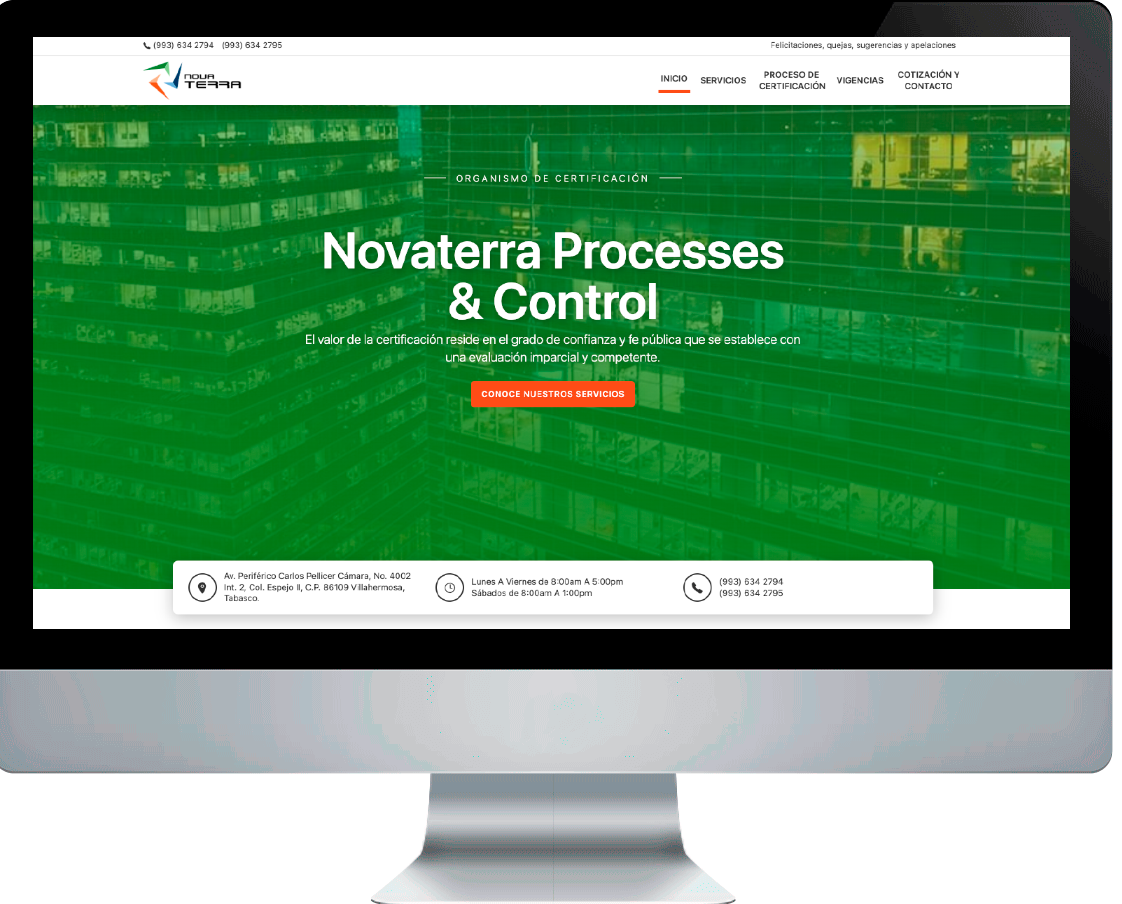 (993) 634 2794 (993) 634 2795
Felicitaciones, quejas, sugerencias y apelaciones
NOVA
TERRA
INICIO
SERVICIOS
PROCESO DE
CERTIFICACIÓN
VIGENCIAS
COTIZACIÓN Y
CONTACTO
ORGANISMO DE CERTIFICACIÓN
Novaterra Processes
& Control
El valor de la certificación reside en el grado de confianza y fe pública que se establece con
una evaluación imparcial y competente.
CONOCE NUESTROS SERVICIOS
Av. Periférico Carlos Pellicer Cámara, No. 4002
Int. 2, Col. Espejo II, C.P. 86109 Villahermosa,
Tabasco.
Lunes A Viernes de 8:00am A 5:00pm
Sábados de 8:00am A 1:00pm
(993) 634 2794
(993) 634 2795